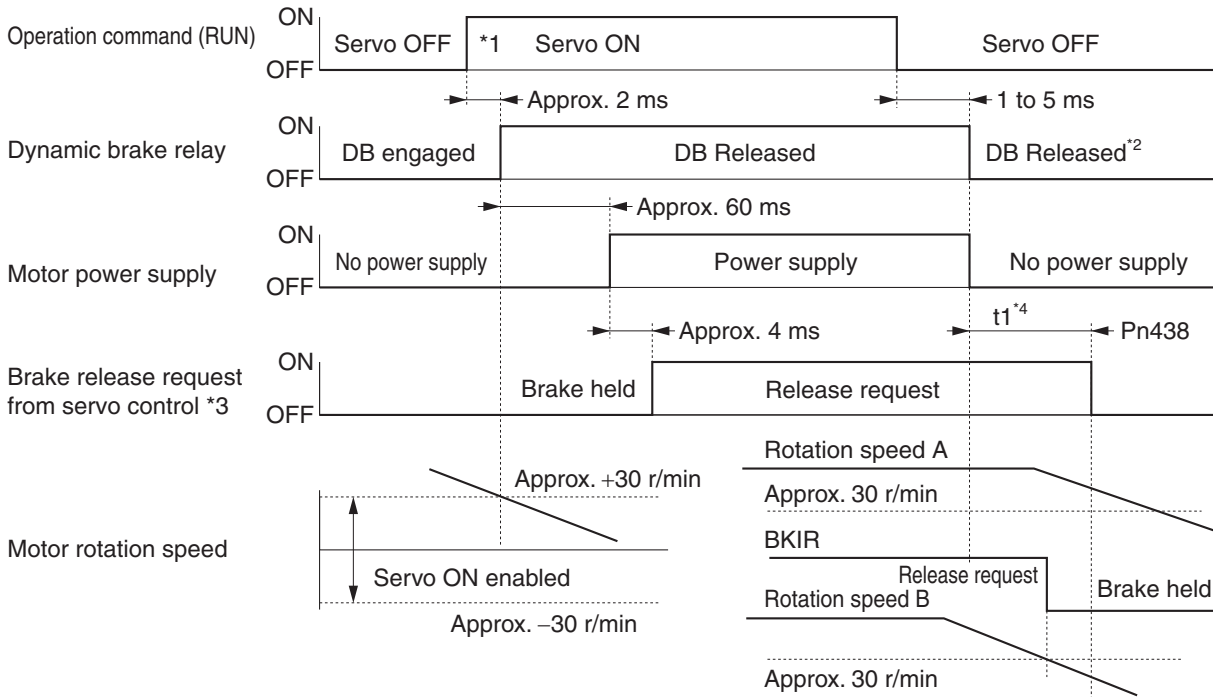 Operation command (RUN)
ON
OFF
Servo OFF
*1
Servo ON
Servo OFF
Approx. 2 ms
1 to 5 ms
Dynamic brake relay
ON
OFF
DB engaged
DB Released
DB Released*2
Approx. 60 ms
Motor power supply
ON
OFF
No power supply
Power supply
No power supply
Approx. 4 ms
t1*4
Pn438
Brake release request
from servo control *3
ON
OFF
Brake held
Release request
Motor rotation speed
Approx. +30 r/min
Servo ON enabled
Approx. −30 r/min
Rotation speed A
Approx. 30 r/min
BKIR
Release request
Brake held
Rotation speed B
Approx. 30 r/min